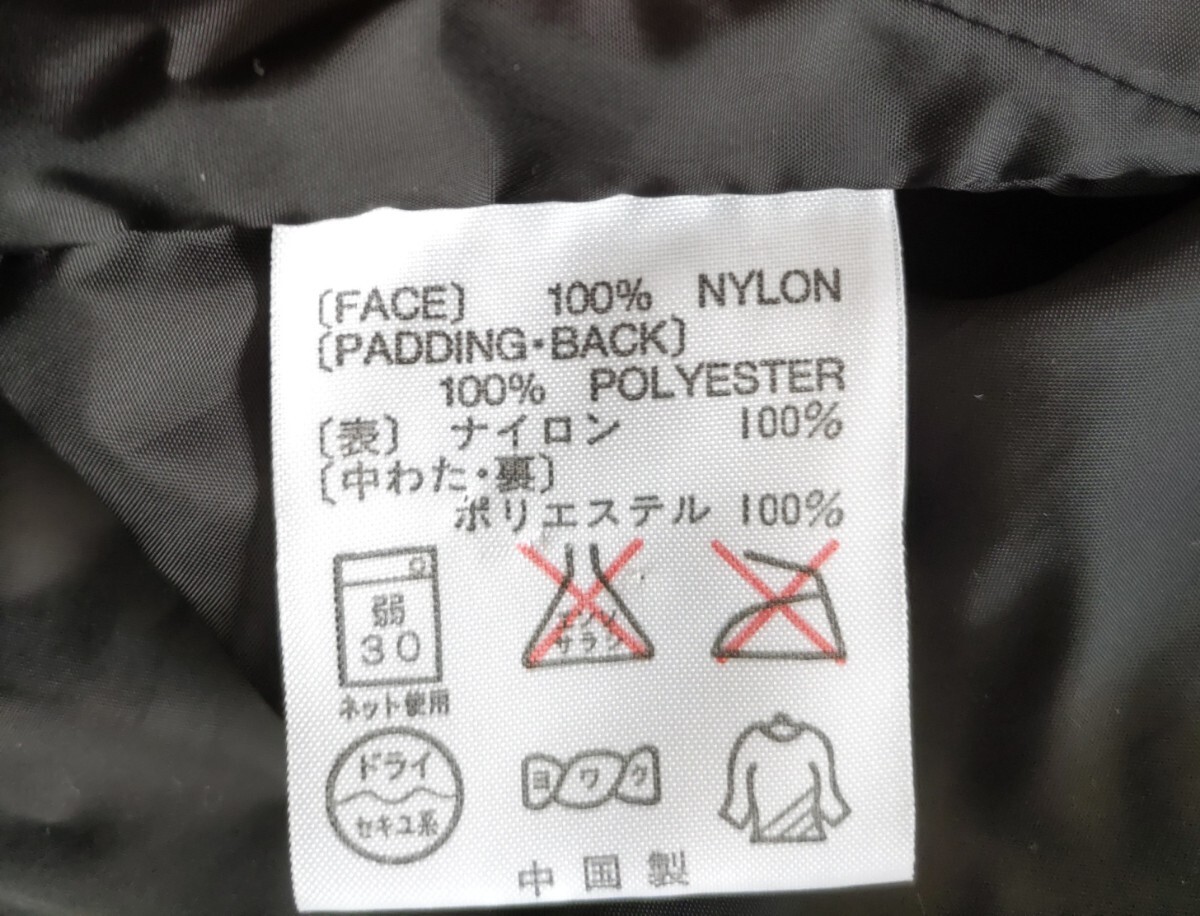 〔FACE〕 100% NYLON
〔PADDING・BACK〕
100% POLYESTER
〔表〕 ナイロン 100%
〔中わた・裏〕
ポリエステル 100%
弱
30
ネット使用
エンソ
サラシ
ドライ
セキユ系
ヨワク
中国製